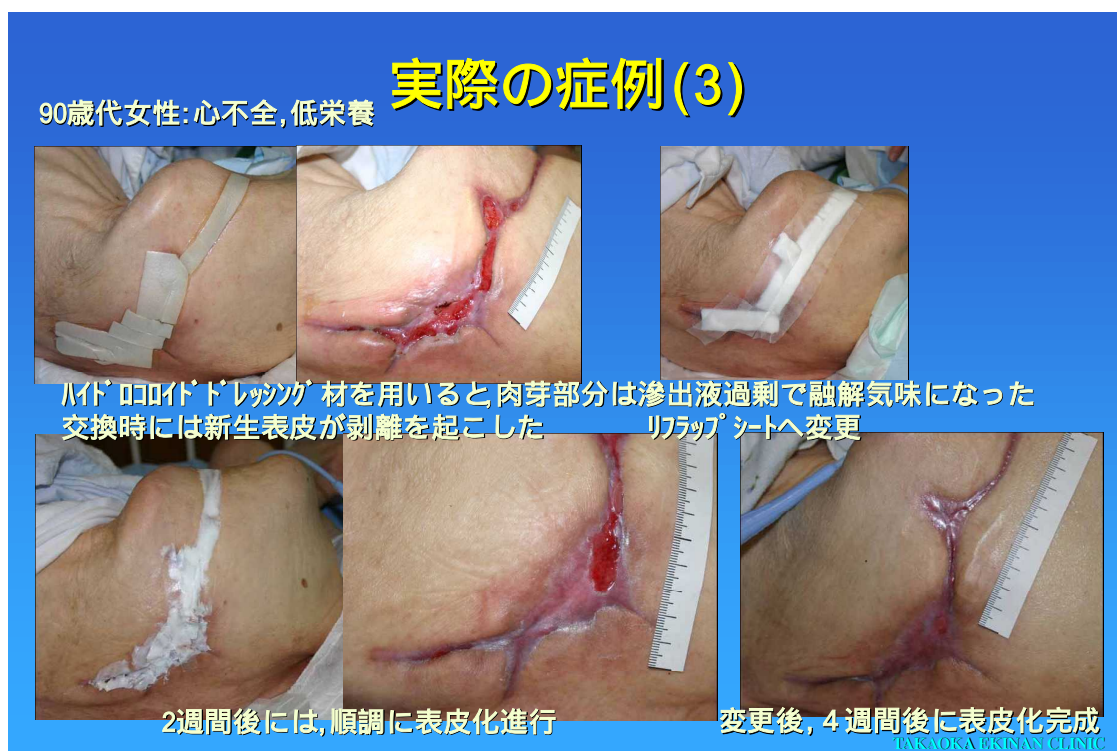 実際の症例(3)
90歳代女性:心不全,低栄養
ﾊｲﾄﾞﾛｺﾛｲﾄﾞﾄﾞﾚｯｼﾝｸﾞ材を用いると,肉芽部分は滲出液過剰で融解気味になった
交換時には新生表皮が剥離を起こした ﾘﾌﾗｯﾌﾟｼｰﾄへ変更
2週間後には,順調に表皮化進行
変更後,４週間後に表皮化完成
TAKAOKA EKINAN CLINIC